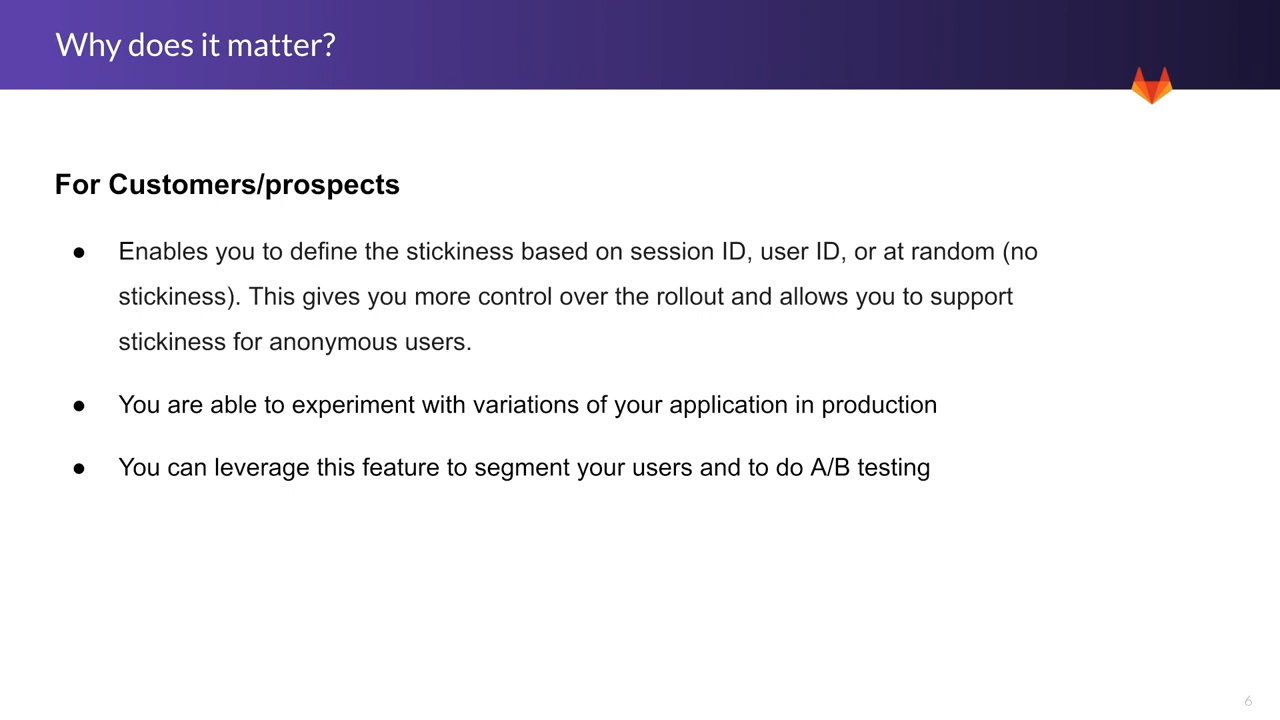 Why does it matter?
For Customers/prospects
● Enables you to define the stickiness based on session ID, user ID, or at random (no
stickiness). This gives you more control over the rollout and allows you to support
stickiness for anonymous users.
● You are able to experiment with variations of your application in production
● You can leverage this feature to segment your users and to do A/B testing
6